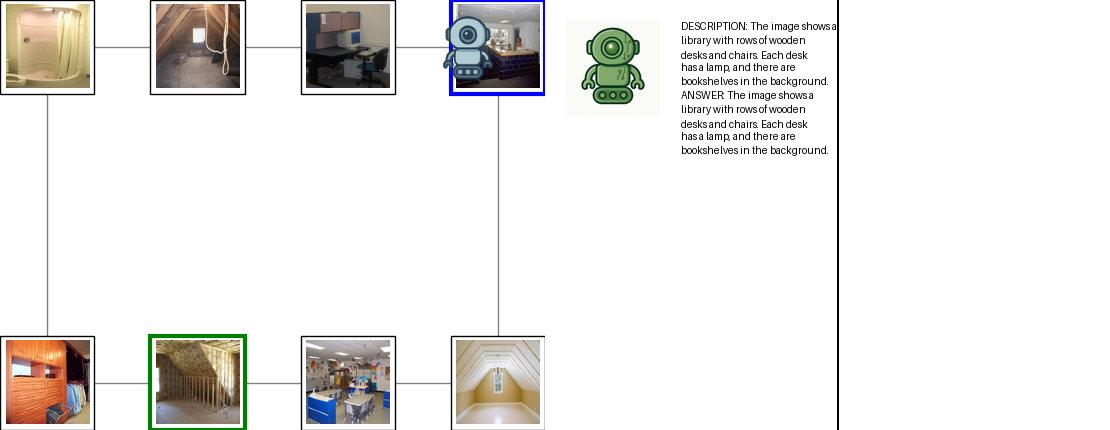 DESCRIPTION: The image shows a
library with rows of wooden
desks and chairs. Each desk
has a lamp, and there are
bookshelves in the background.
ANSWER: The image shows a
library with rows of wooden
desks and chairs. Each desk
has a lamp, and there are
bookshelves in the background.